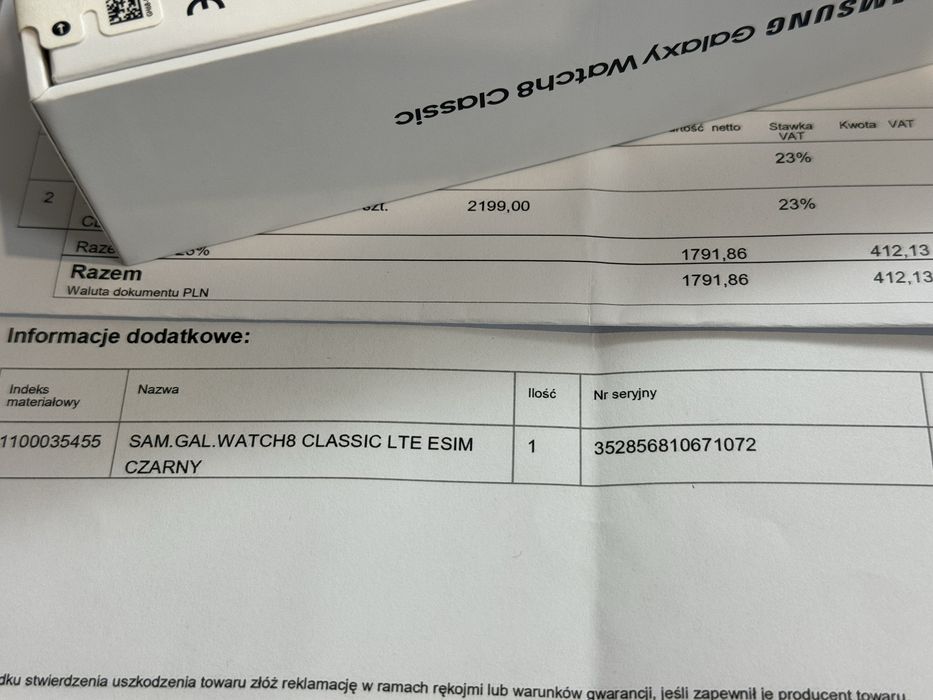 SAMSUNG Galaxy Watch8 Classic
netto Stawka VAT Kwota VAT
23%
2 szt. 2199,00 23%
1791,86 412,13
Razem 1791,86 412,13
Waluta dokumentu PLN
Informacje dodatkowe:
Indeks materiałowy Nazwa Ilość Nr seryjny
1100035455 SAM.GAL.WATCH8 CLASSIC LTE ESIM 1 352856810671072
CZARNY
stwierdzenia uszkodzenia towaru złóż reklamację w ramach rękojmi lub warunków gwarancji, jeśli zapewnił je producent towaru.